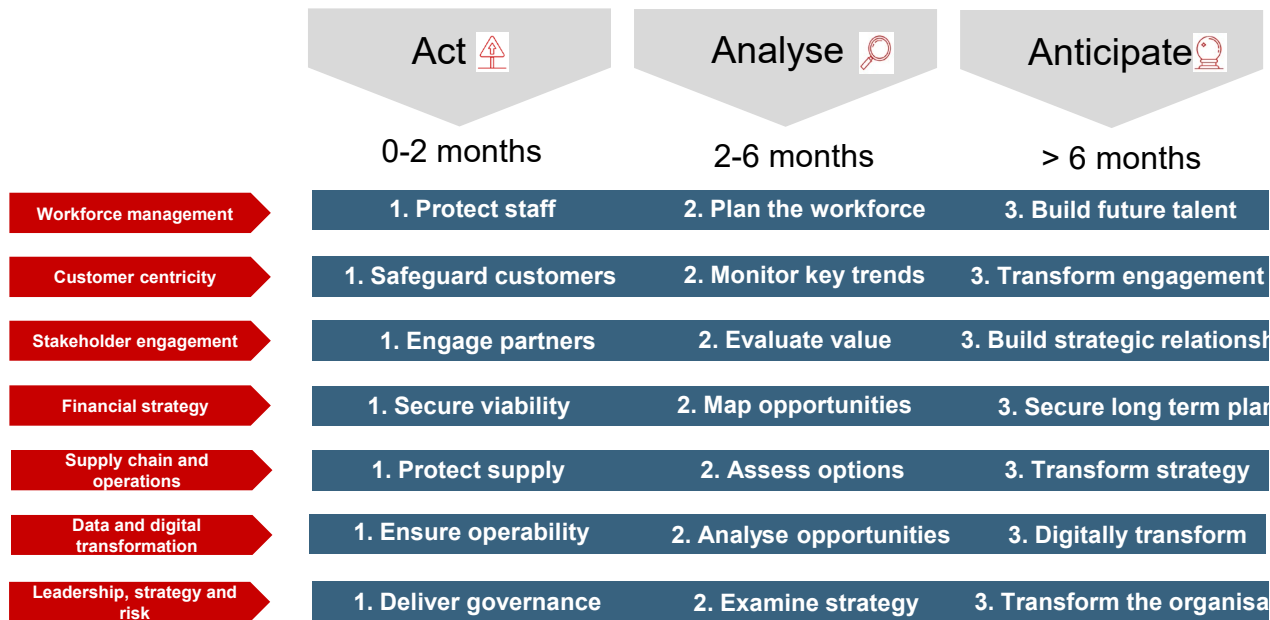 Act
Analyse
Anticipate
0-2 months
2-6 months
> 6 months
Workforce management
1. Protect staff
2. Plan the workforce
3. Build future talent
Customer centricity
1. Safeguard customers
2. Monitor key trends
3. Transform engagement
Stakeholder engagement
1. Engage partners
2. Evaluate value
3. Build strategic
Financial strategy
1. Secure viability
2. Map opportunities
3. Secure long term plan
Supply chain and
operations
1. Protect supply
2. Assess options
3. Transform strategy
Data and digital
transformation
1. Ensure operability
2. Analyse opportunities
3. Digitally transform
Leadership, strategy and
risk
1. Deliver governance
2. Examine strategy
3. Transform the